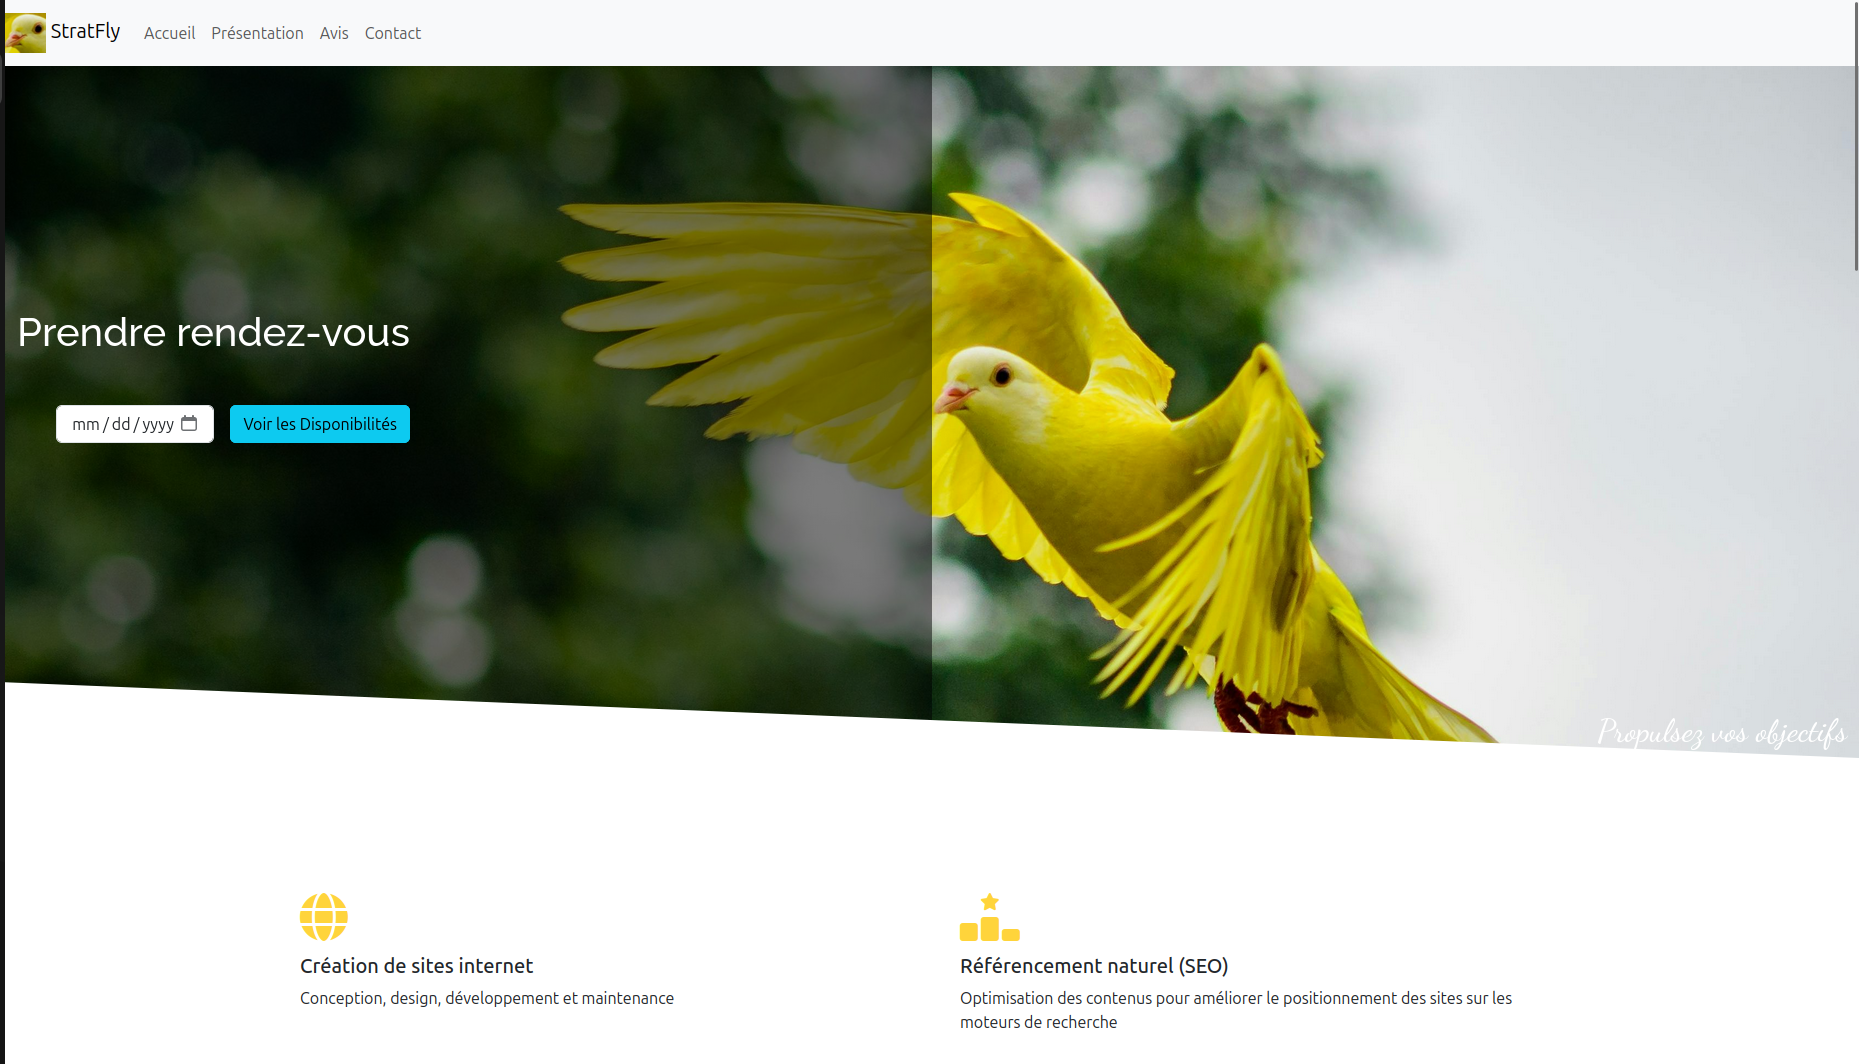 StratFly Accueil Présentation Avis Contact
Prendre rendez-vous
mm/dd/yyyy Voir les Disponibilités
Propulsez vos objectifs
Création de sites internet
Conception, design, développement et maintenance
Référencement naturel (SEO)
Optimisation des contenus pour améliorer le positionnement des sites sur les
moteurs de recherche